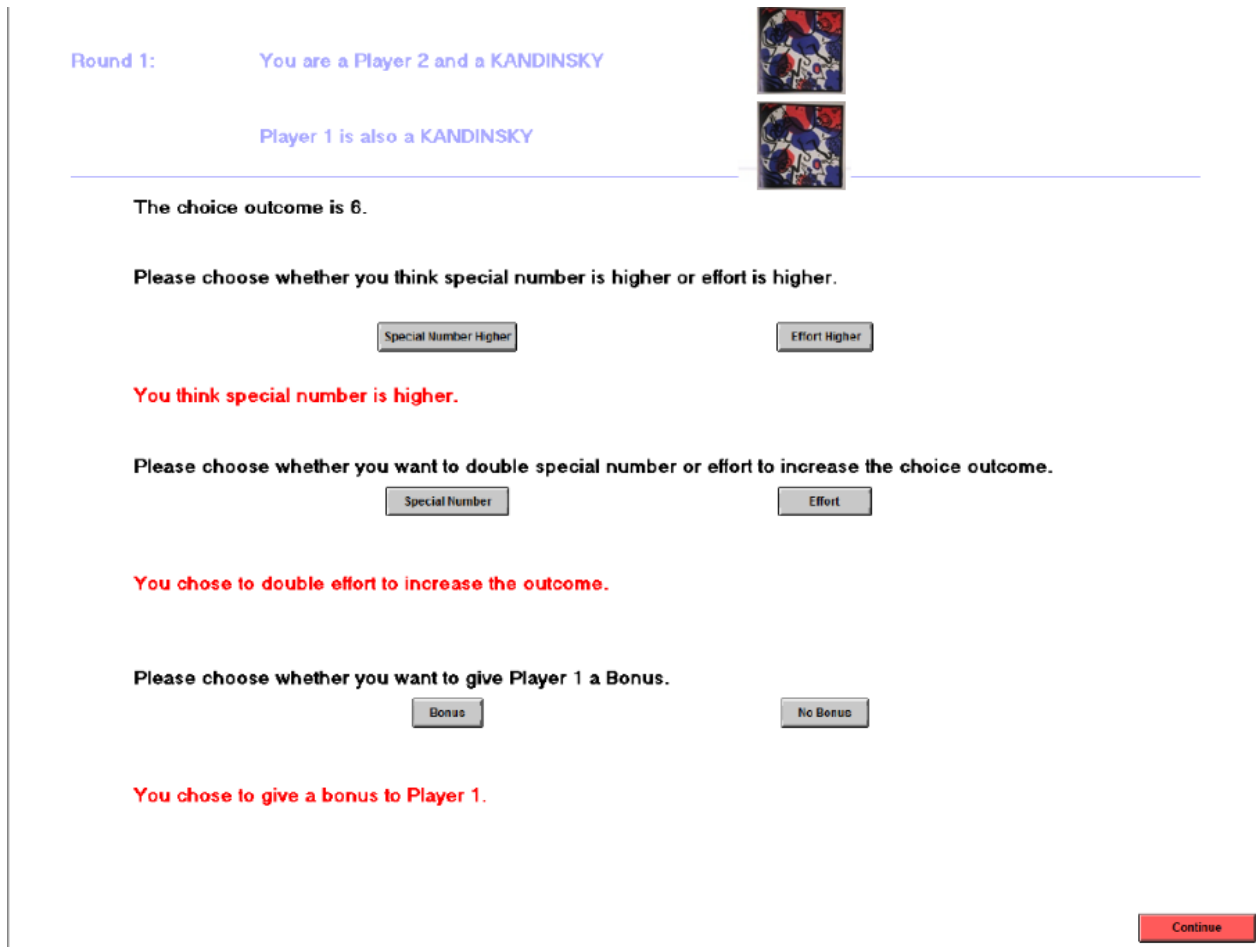 Round 1: You are a Player 2 and a KANDINSKY
Player 1 is also a KANDINSKY
The choice outcome is 6.
Please choose whether you think special number is higher or effort is higher.
Special Number Higher Effort Higher
You think special number is higher.
Please choose whether you want to double special number or effort to increase the choice outcome.
Special Number Effort
You chose to double effort to increase the outcome.
Please choose whether you want to give Player 1 a Bonus.
Bonus No Bonus
You chose to give a bonus to Player 1.
Continue